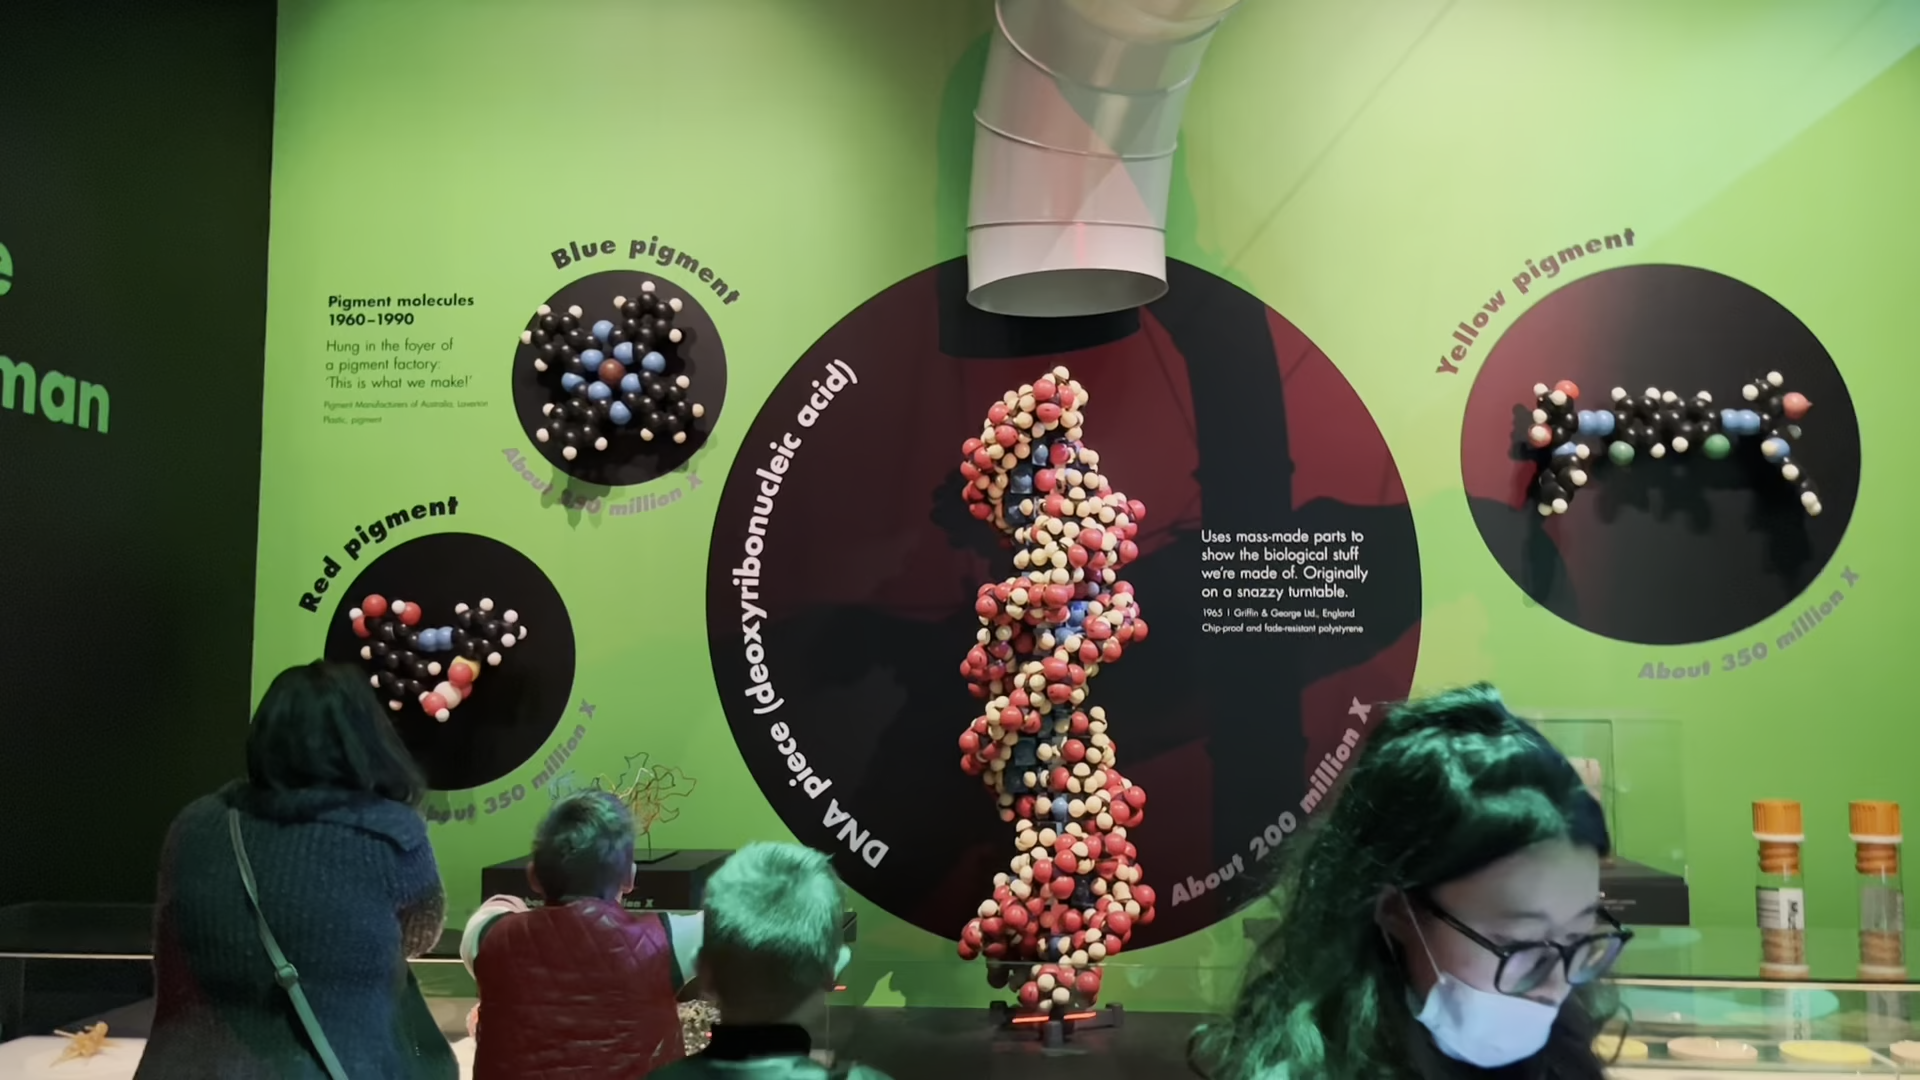 e
man
Pigment molecules
1960–1990
Hung in the foyer of
a pigment factory:
'This is what we make!'
Pigment Manufacturers of Australia, Laverton
Plastic, pigment
Blue pigment
About 350 million X
Red pigment
About 350 million X
DNA piece (deoxyribonucleic acid)
Uses mass-made parts to
show the biological stuff
we're made of. Originally
on a snazzy turntable.
1965 | Griffin & George Ltd., England
Chip-proof and fade-resistant polystyrene
About 200 million X
Yellow pigment
About 350 million X